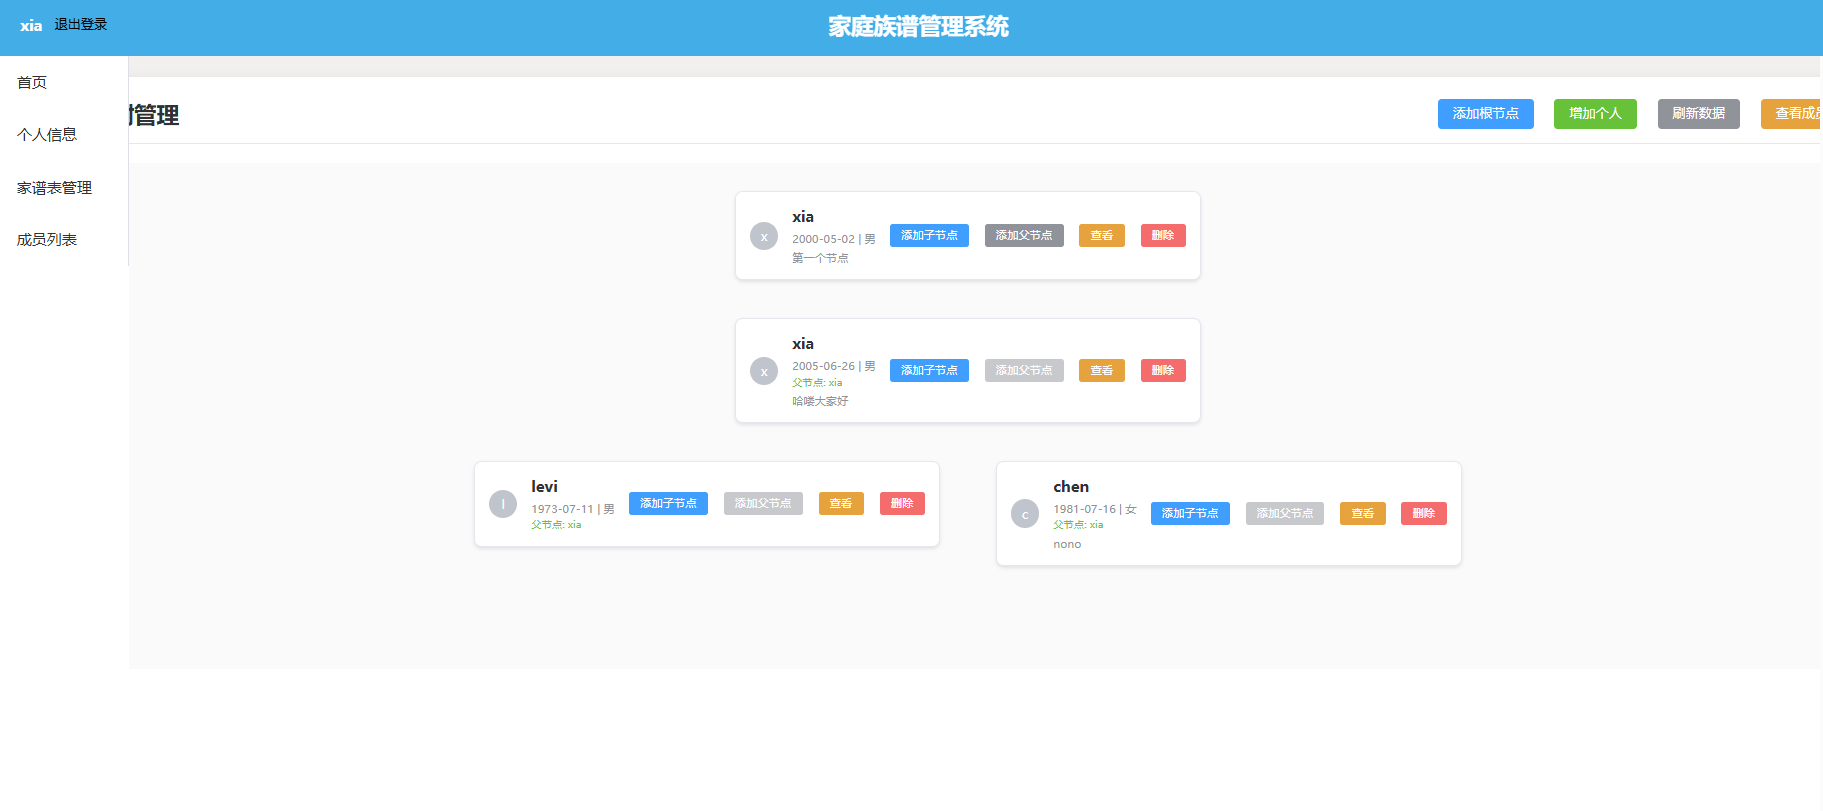 xia 退出登录
家庭族谱管理系统
首页
个人信息
家谱表管理
成员列表
管理
添加根节点 增加个人 刷新数据 查看成
x
xia
2000-05-02 | 男
第一个节点
添加子节点 添加父节点 查看 删除
x
xia
2005-06-26 | 男
父节点: xia
哈喽大家好
添加子节点 添加父节点 查看 删除
l
levi
1973-07-11 | 男
父节点: xia
添加子节点 添加父节点 查看 删除
c
chen
1981-07-16 | 女
父节点: xia
nono
添加子节点 添加父节点 查看 删除